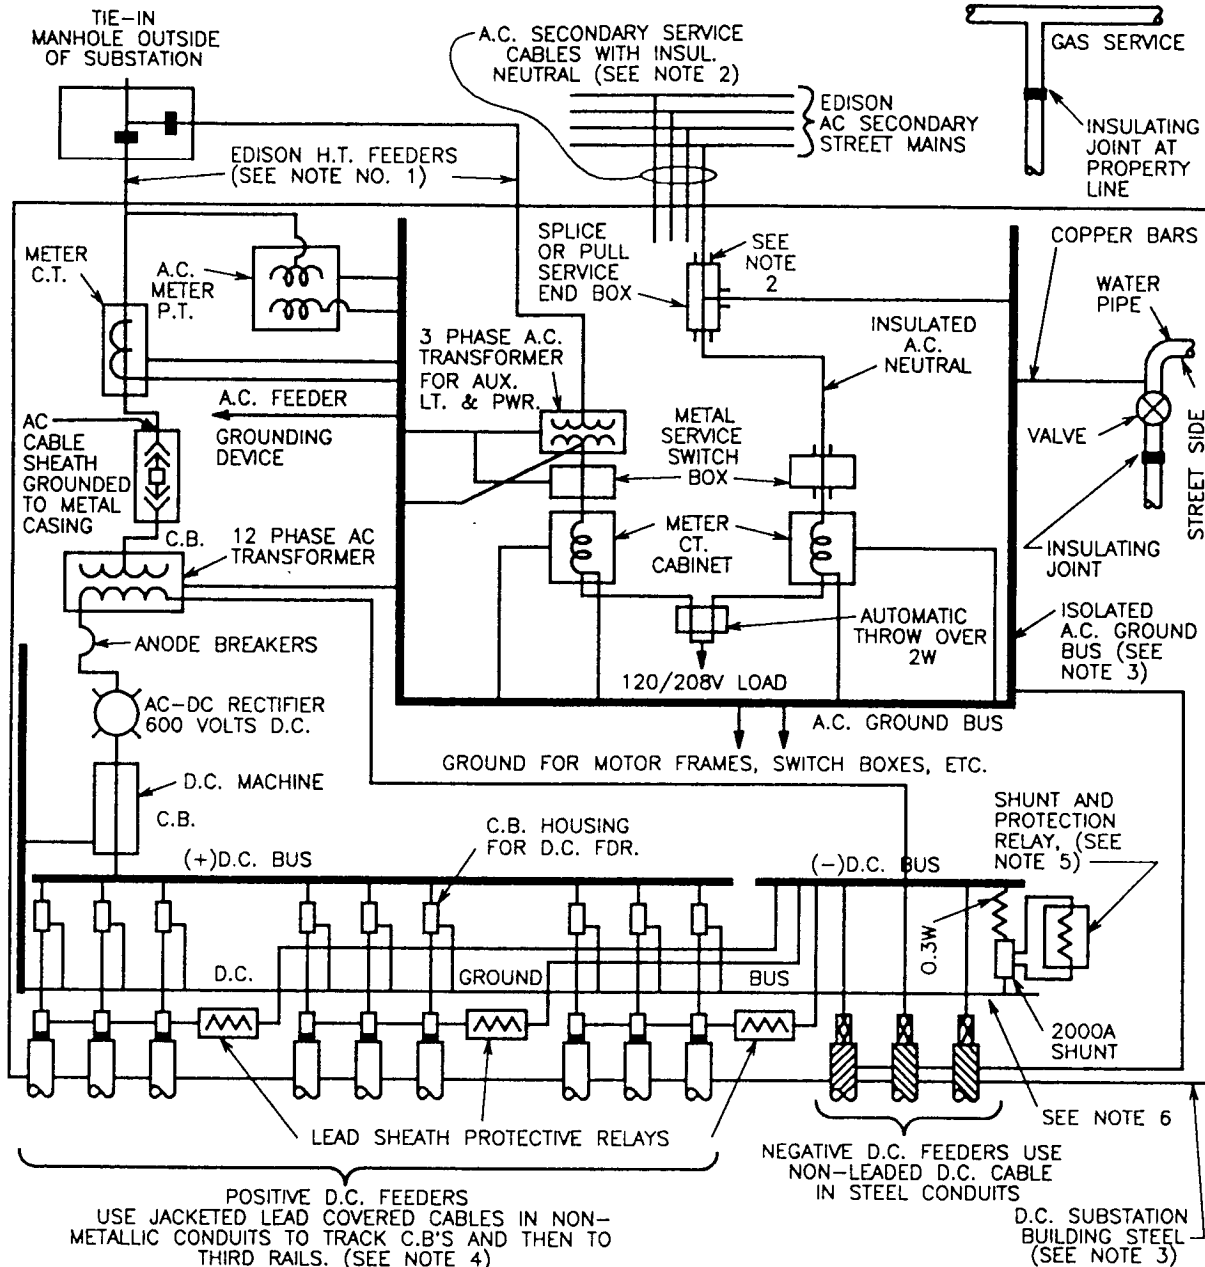 TIE-IN
MANHOLE OUTSIDE
OF SUBSTATION
A.C. SECONDARY SERVICE
CABLES WITH INSUL.
NEUTRAL (SEE NOTE 2)
GAS SERVICE
EDISON
AC SECONDARY
STREET MAINS
INSULATING
JOINT AT
PROPERTY
LINE
EDISON H.T. FEEDERS
(SEE NOTE NO. 1)
METER
C.T.
A.C.
METER
P.T.
SPLICE
OR PULL
SERVICE
END BOX
SEE
NOTE
2
COPPER BARS
WATER
PIPE
3 PHASE A.C.
TRANSFORMER
FOR AUX.
LT. & PWR.
INSULATED
A.C.
NEUTRAL
A.C. FEEDER
GROUNDING
DEVICE
AC
CABLE
SHEATH
GROUNDED
TO METAL
CASING
METAL
SERVICE
SWITCH
BOX
VALVE
STREET SIDE
C.B.
12 PHASE AC
TRANSFORMER
METER
CT.
CABINET
INSULATING
JOINT
ANODE BREAKERS
AUTOMATIC
THROW OVER
2W
ISOLATED
A.C. GROUND
BUS (SEE
NOTE 3)
120/208V LOAD
AC-DC RECTIFIER
600 VOLTS D.C.
A.C. GROUND BUS
GROUND FOR MOTOR FRAMES, SWITCH BOXES, ETC.
D.C. MACHINE
C.B.
C.B. HOUSING
FOR D.C. FDR.
SHUNT AND
PROTECTION
RELAY, (SEE
NOTE 5)
(+)D.C. BUS
(-)D.C. BUS
0.3W
D.C. GROUND BUS
2000A
SHUNT
SEE NOTE 6
LEAD SHEATH PROTECTIVE RELAYS
NEGATIVE D.C. FEEDERS USE
NON-LEADED D.C. CABLE
IN STEEL CONDUITS
POSITIVE D.C. FEEDERS
USE JACKETED LEAD COVERED CABLES IN NON-
METALLIC CONDUITS TO TRACK C.B'S AND THEN TO
THIRD RAILS. (SEE NOTE 4)
D.C. SUBSTATION
BUILDING STEEL
(SEE NOTE 3)